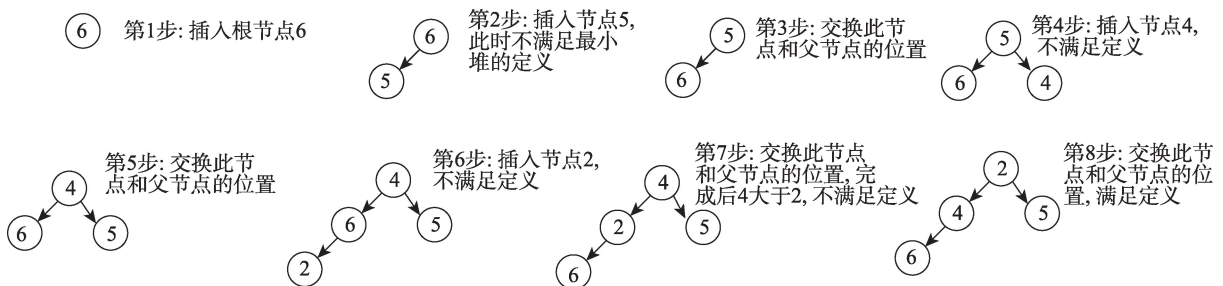 6
第1步: 插入根节点6
第2步: 插入节点5,
此时不满足最小
堆的定义
6
5
第3步: 交换此节
点和父节点的位置
5
6
第4步: 插入节点4,
不满足定义
5
6
4
第5步: 交换此节
点和父节点的位置
4
6
5
第6步: 插入节点2,
不满足定义
4
6
5
2
第7步: 交换此节点
和父节点的位置, 完
成后4大于2, 不满足定义
4
2
5
6
第8步: 交换此节
点和父节点的位
置, 满足定义
2
4
5
6